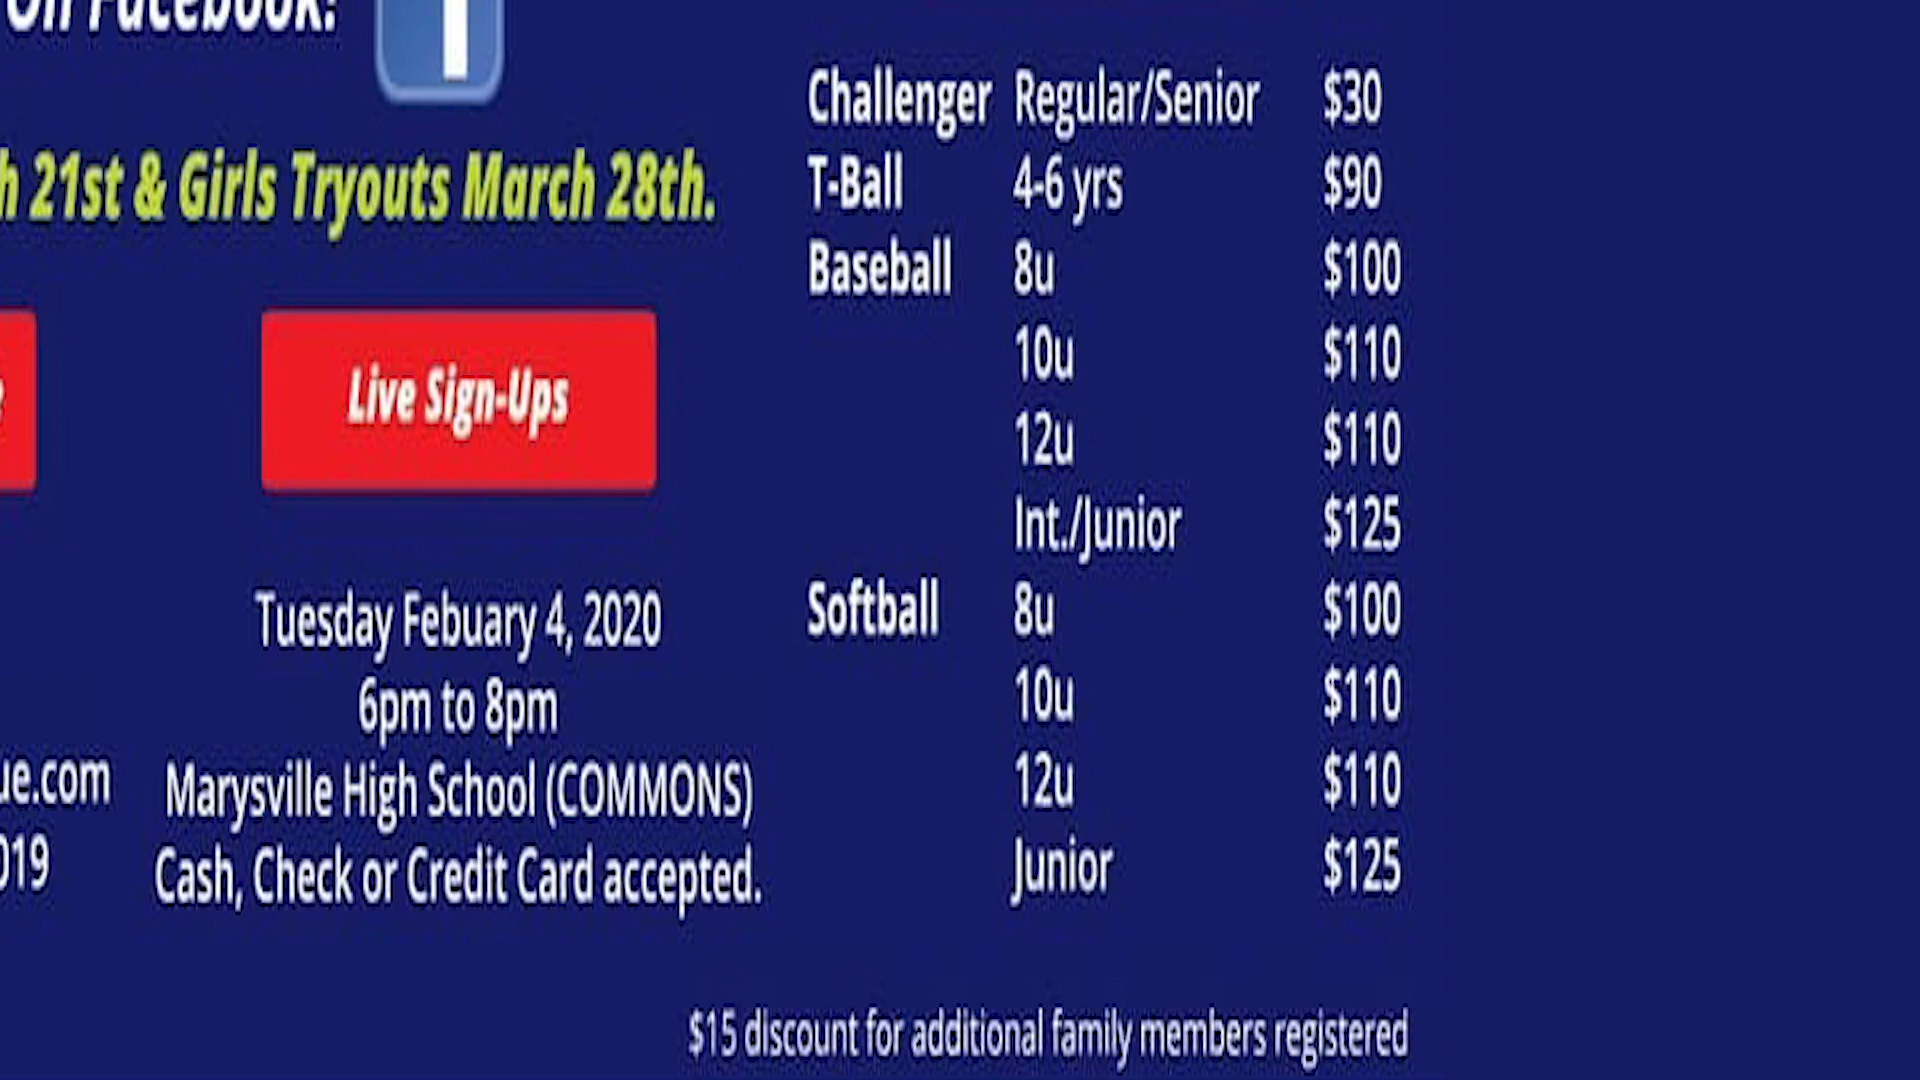 On Facebook!
h 21st & Girls Tryouts March 28th.
Live Sign-Ups
Tuesday Febuary 4, 2020
6pm to 8pm
ue.com
Marysville High School (COMMONS)
019
Cash, Check or Credit Card accepted.
Challenger Regular/Senior $30
T-Ball 4-6 yrs $90
Baseball 8u $100
10u $110
12u $110
Int./Junior $125
Softball 8u $100
10u $110
12u $110
Junior $125
$15 discount for additional family members registered